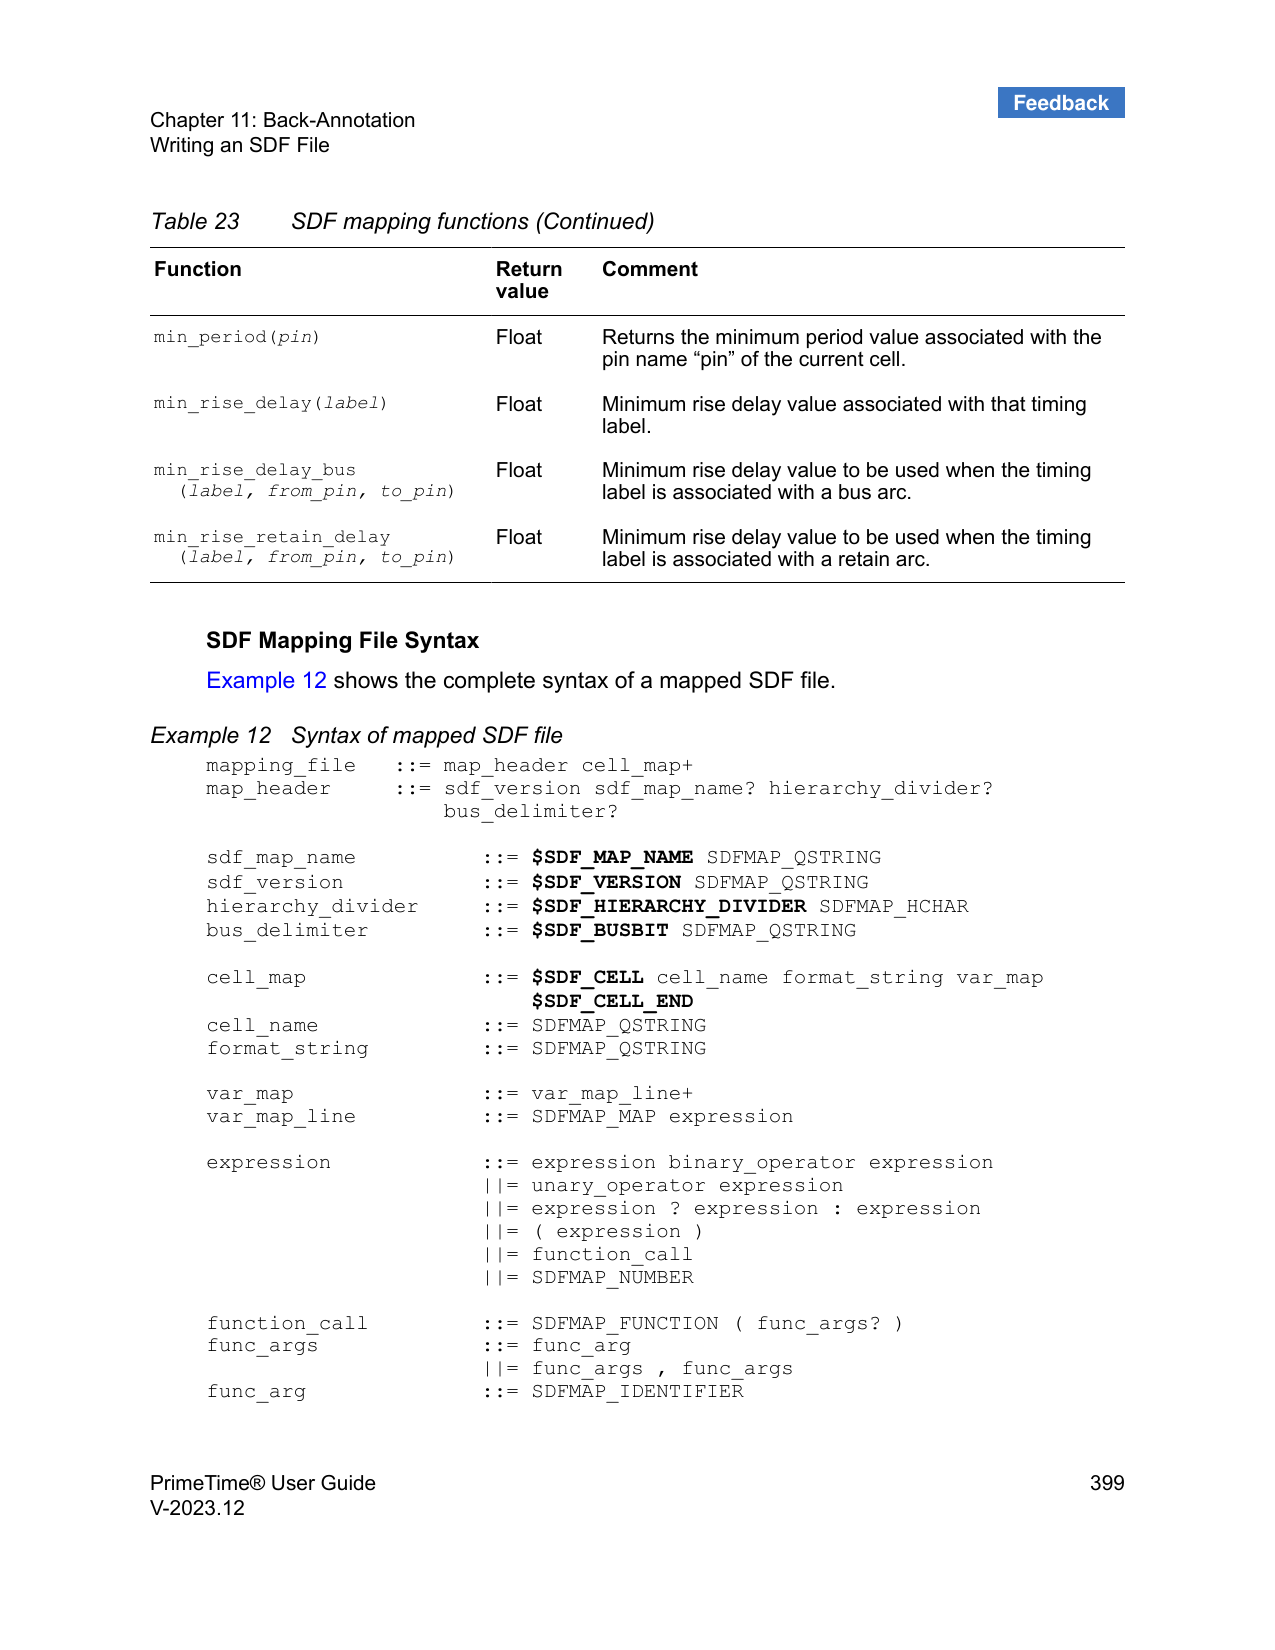 Feedback
Chapter 11: Back-Annotation
Writing an SDF File
Table 23 SDF mapping functions (Continued)
Function Return Comment
value
min_period(pin) Float Returns the minimum period value associated with the
pin name “pin” of the current cell.
min_rise_delay(label) Float Minimum rise delay value associated with that timing
label.
min_rise_delay_bus Float Minimum rise delay value to be used when the timing
(label, from_pin, to_pin) label is associated with a bus arc.
min_rise_retain_delay Float Minimum rise delay value to be used when the timing
(label, from_pin, to_pin) label is associated with a retain arc.
SDF Mapping File Syntax
Example 12 shows the complete syntax of a mapped SDF file.
Example 12 Syntax of mapped SDF file
mapping_file ::= map_header cell_map+
map_header ::= sdf_version sdf_map_name? hierarchy_divider?
bus_delimiter?
sdf_map_name ::= $SDF_MAP_NAME SDFMAP_QSTRING
sdf_version ::= $SDF_VERSION SDFMAP_QSTRING
hierarchy_divider ::= $SDF_HIERARCHY_DIVIDER SDFMAP_HCHAR
bus_delimiter ::= $SDF_BUSBIT SDFMAP_QSTRING
cell_map ::= $SDF_CELL cell_name format_string var_map
$SDF_CELL_END
cell_name ::= SDFMAP_QSTRING
format_string ::= SDFMAP_QSTRING
var_map ::= var_map_line+
var_map_line ::= SDFMAP_MAP expression
expression ::= expression binary_operator expression
||= unary_operator expression
||= expression ? expression : expression
||= ( expression )
||= function_call
||= SDFMAP_NUMBER
function_call ::= SDFMAP_FUNCTION ( func_args? )
func_args ::= func_arg
||= func_args , func_args
func_arg ::= SDFMAP_IDENTIFIER
PrimeTime® User Guide 399
V-2023.12